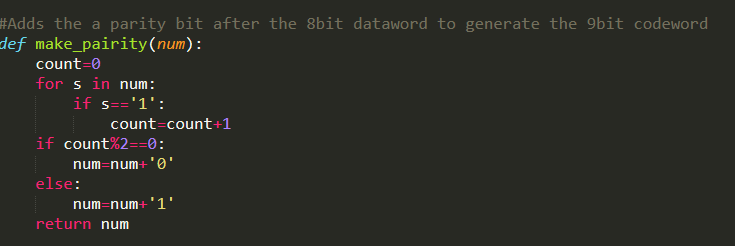 #Adds the a parity bit after the 8bit dataword to generate the 9bit codeword
def make_pairity(num):
    count=0
    for s in num:
        if s=='1':
            count=count+1
    if count%2==0:
        num=num+'0'
    else:
        num=num+'1'
    return num